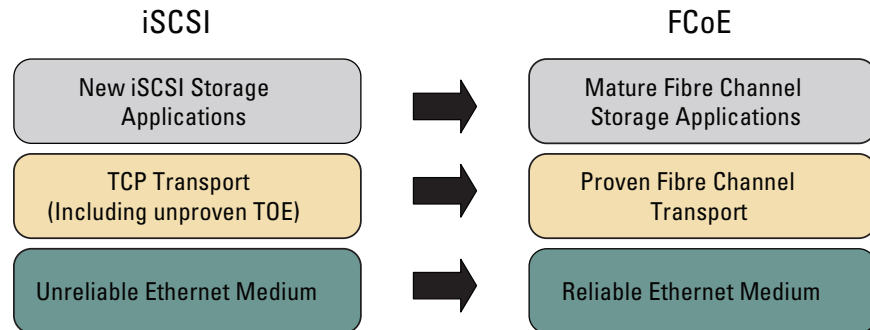 iSCSI
FCoE
New iSCSI Storage
Applications
Mature Fibre Channel
Storage Applications
TCP Transport
(Including unproven TOE)
Proven Fibre Channel
Transport
Unreliable Ethernet Medium
Reliable Ethernet Medium